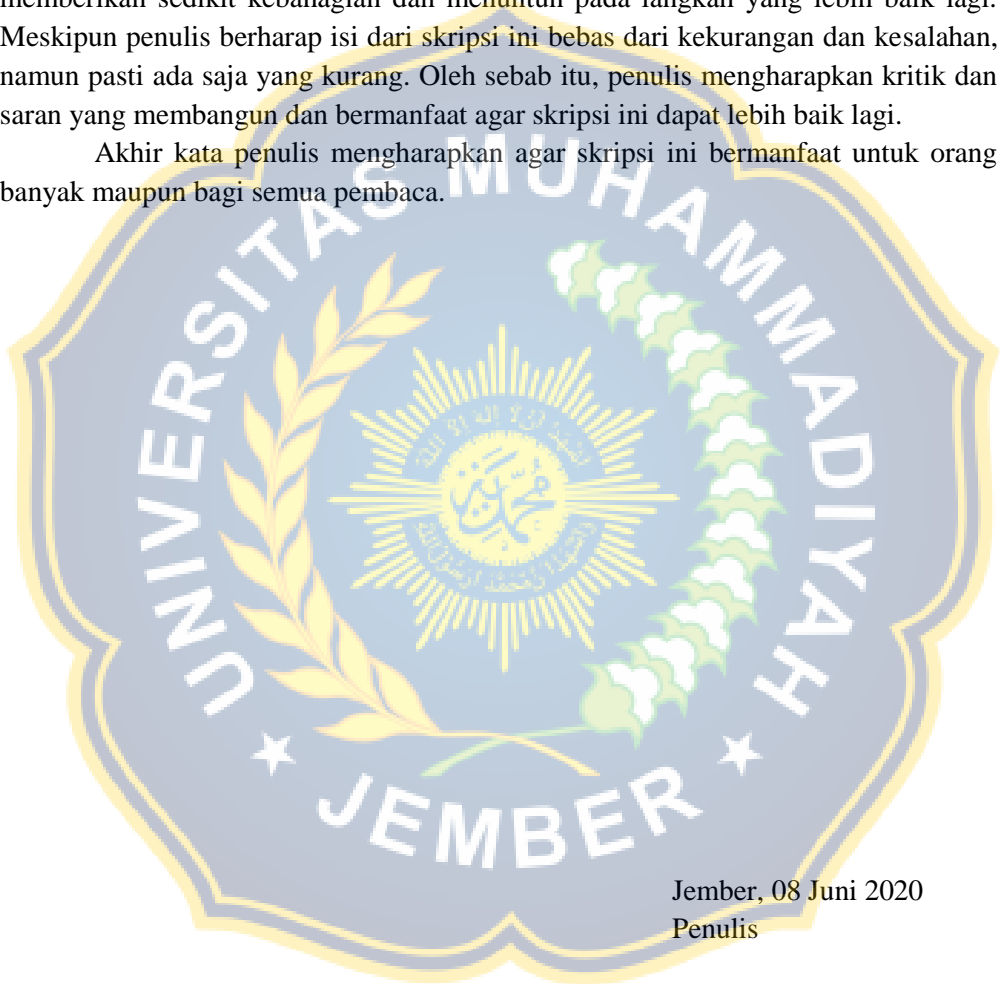 memberikan sedikit kebahagian dan menuntun pada langkah yang lebih baik lagi.
Meskipun penulis berharap isi dari skripsi ini bebas dari kekurangan dan kesalahan,
namun pasti ada saja yang kurang. Oleh sebab itu, penulis mengharapkan kritik dan
saran yang membangun dan bermanfaat agar skripsi ini dapat lebih baik lagi.
Akhir kata penulis mengharapkan agar skripsi ini bermanfaat untuk orang
banyak maupun bagi semua pembaca.
UNIVERSITAS MUHAMMADIYAH
★ JEMBER ★
Jember, 08 Juni 2020
Penulis